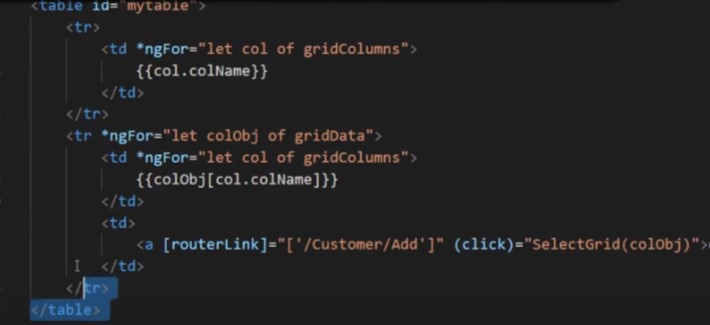 <table id="mytable">
<tr>
<td *ngFor="let col of gridColumns">
{{col.colName}}
</td>
</tr>
<tr *ngFor="let colObj of gridData">
<td *ngFor="let col of gridColumns">
{{colObj[col.colName]}}
</td>
<td>
<a [routerLink]="['/Customer/Add']" (click)="SelectGrid(colObj)">
</td>
</tr>
</table>